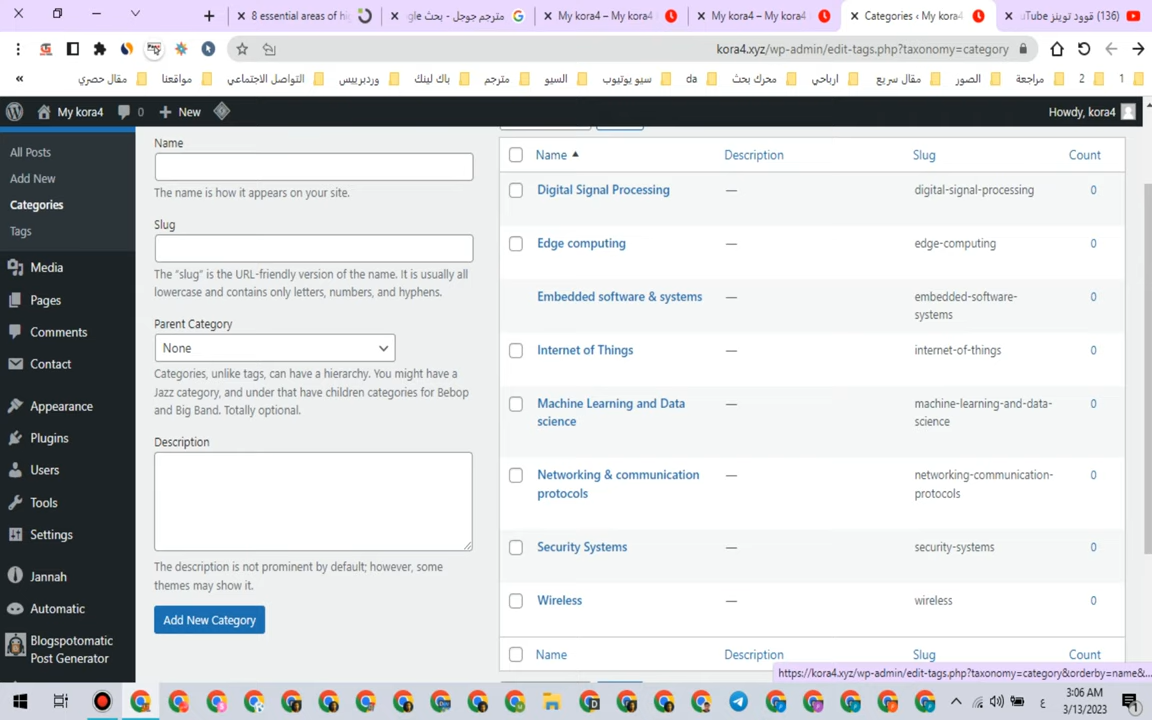 8 essential areas of hi
مترجم جوجل - بحث gle
My kora4 – My kora4
My kora4 – My kora4
Categories ‹ My kora4
(136) قوود توينز uTube
kora4.xyz/wp-admin/edit-tags.php?taxonomy=category
«
مقال حصري
مواقعنا
التواصل الاجتماعي
وردبرييس
باك لينك
مترجم
السيو
سيو يوتيوب
da
محرك بحث
ارباحي
مقال سريع
الصور
مراجعة
2
1
My kora4
0
+ New
Howdy, kora4
All Posts
Add New
Categories
Tags
Media
Pages
Comments
Contact
Appearance
Plugins
Users
Tools
Settings
Jannah
Automatic
Blogspotomatic
Post Generator
Name
The name is how it appears on your site.
Slug
The “slug” is the URL-friendly version of the name. It is usually all
lowercase and contains only letters, numbers, and hyphens.
Parent Category
None
Categories, unlike tags, can have a hierarchy. You might have a
Jazz category, and under that have children categories for Bebop
and Big Band. Totally optional.
Description
The description is not prominent by default; however, some
themes may show it.
Add New Category
Name Description Slug Count
Digital Signal Processing — digital-signal-processing 0
Edge computing — edge-computing 0
Embedded software & systems — embedded-software-
systems 0
Internet of Things — internet-of-things 0
Machine Learning and Data
science — machine-learning-and-data-
science 0
Networking & communication
protocols — networking-communication-
protocols 0
Security Systems — security-systems 0
Wireless — wireless 0
Name Description Slug Count
https://kora4.xyz/wp-admin/edit-tags.php?taxonomy=category&orderby=name&...
3:06 AM
3/13/2023
ع
1